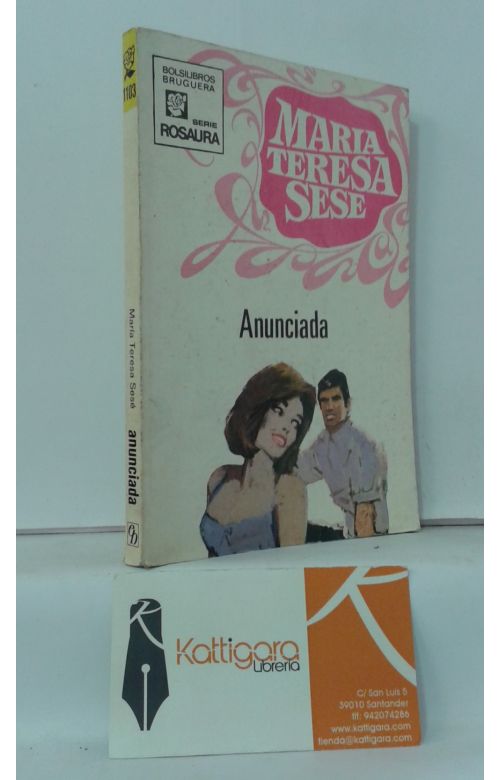 1103
María Teresa Sesé
anunciada
BOLSILIBROS
BRUGUERA
SERIE
ROSAURA
MARIA
TERESA
SESE
Anunciada
Kattigara
Librería
C/ San Luis 5
39010 Santander
tlf: 942074286
www.kattigara.com
tienda@kattigara.com